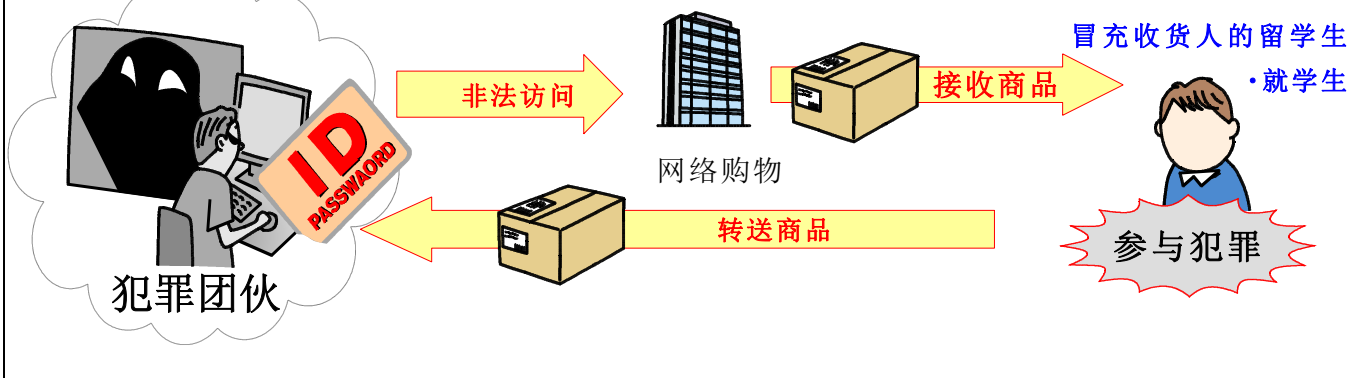 冒充收货人的留学生
·就学生
非法访问
接收商品
ID
PASSWAORD
网络购物
转送商品
参与犯罪
犯罪团伙